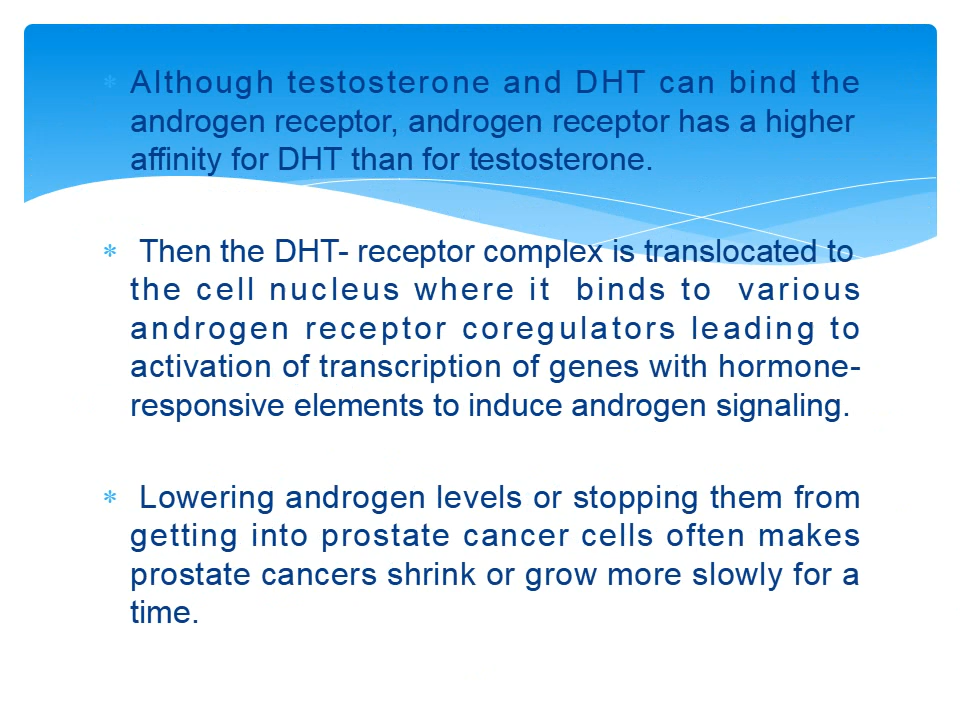 * Although testosterone and DHT can bind the
androgen receptor, androgen receptor has a higher
affinity for DHT than for testosterone.
* Then the DHT- receptor complex is translocated to
the cell nucleus where it binds to various
androgen receptor coregulators leading to
activation of transcription of genes with hormone-
responsive elements to induce androgen signaling.
* Lowering androgen levels or stopping them from
getting into prostate cancer cells often makes
prostate cancers shrink or grow more slowly for a
time.